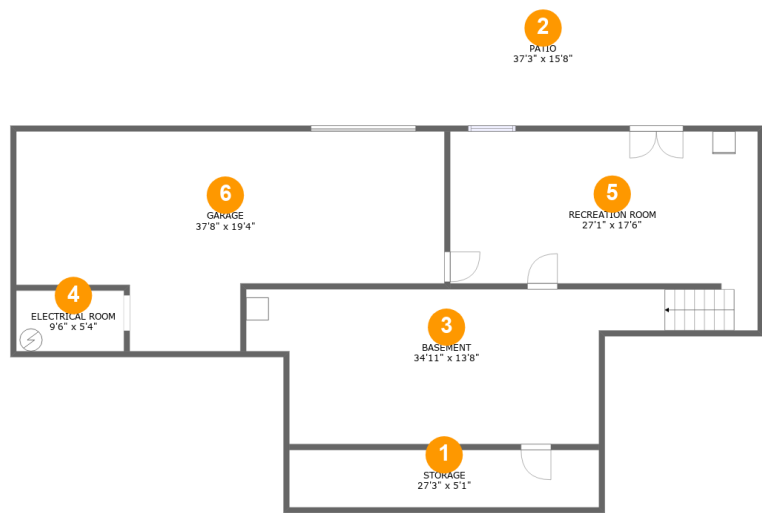 2
PATIO
37'3" x 15'8"
6
GARAGE
37'8" x 19'4"
5
RECREATION ROOM
27'1" x 17'6"
4
ELECTRICAL ROOM
9'6" x 5'4"
3
BASEMENT
34'11" x 13'8"
1
STORAGE
27'3" x 5'1"